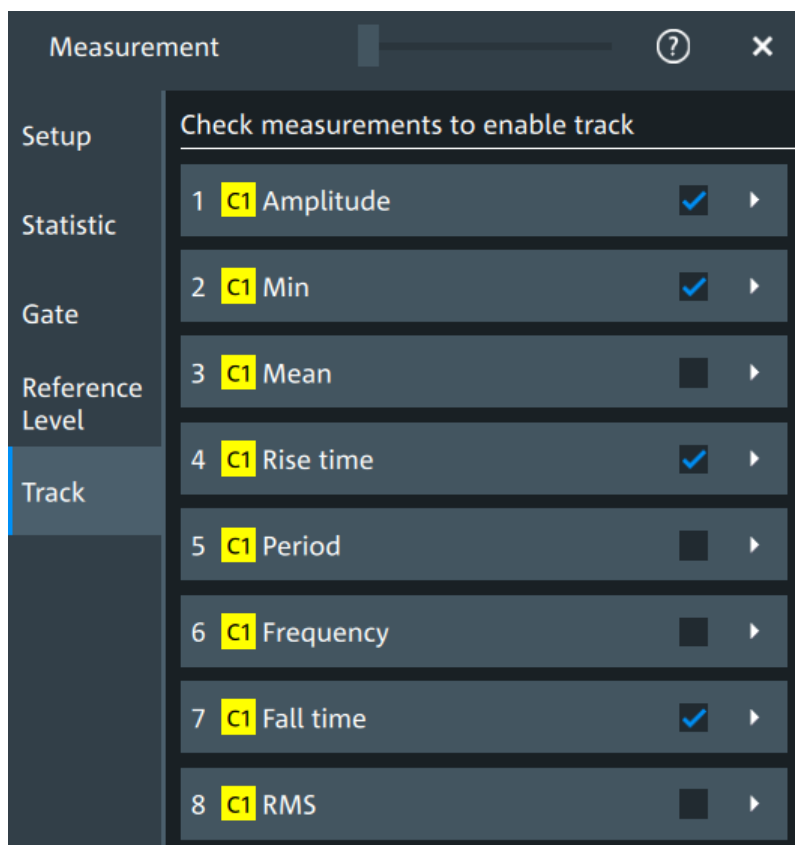 Measurement
?
Setup
Statistic
Gate
Reference
Level
Track
Check measurements to enable track
1 C1 Amplitude
2 C1 Min
3 C1 Mean
4 C1 Rise time
5 C1 Period
6 C1 Frequency
7 C1 Fall time
8 C1 RMS